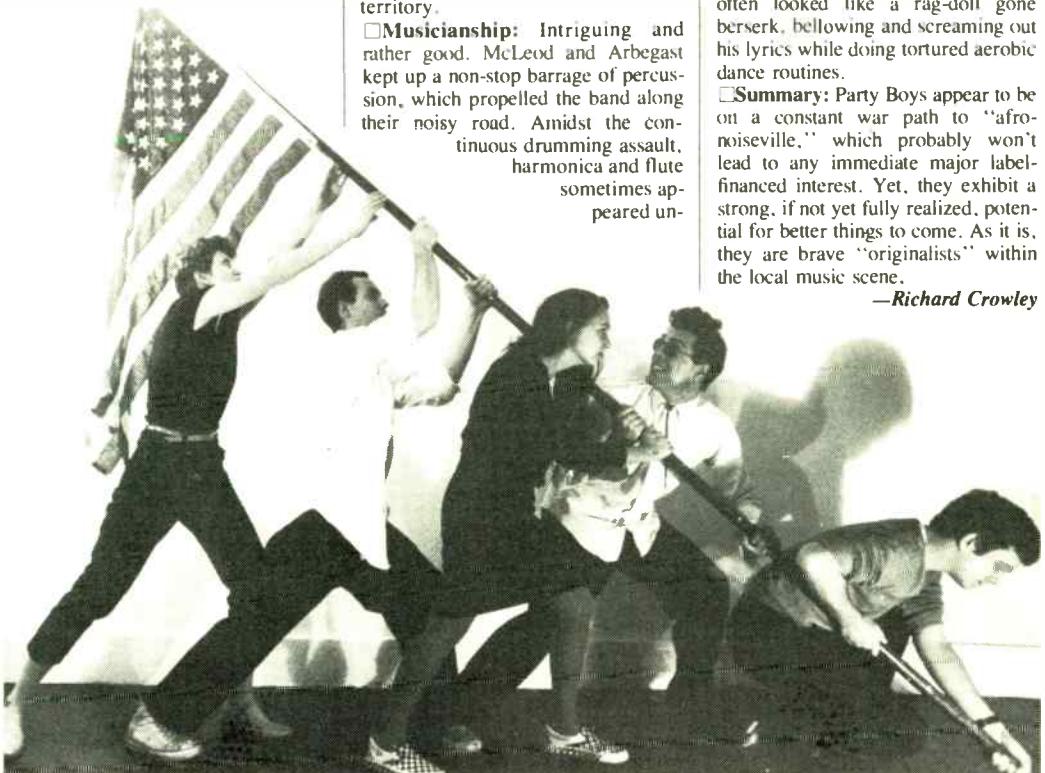 territory.
□Musicianship: Intriguing and
rather good. McLeod and Arbegast
kept up a non-stop barrage of percus-
sion, which propelled the band along
their noisy road. Amidst the con-
tinuous drumming assault,
harmonica and flute
sometimes ap-
peared un-
often looked like a rag-doll gone
berserk, bellowing and screaming out
his lyrics while doing tortured aerobic
dance routines.
□Summary: Party Boys appear to be
on a constant war path to "afro-
noiseville," which probably won't
lead to any immediate major label-
financed interest. Yet, they exhibit a
strong, if not yet fully realized, poten-
tial for better things to come. As it is,
they are brave "originalists" within
the local music scene.
—Richard Crowley